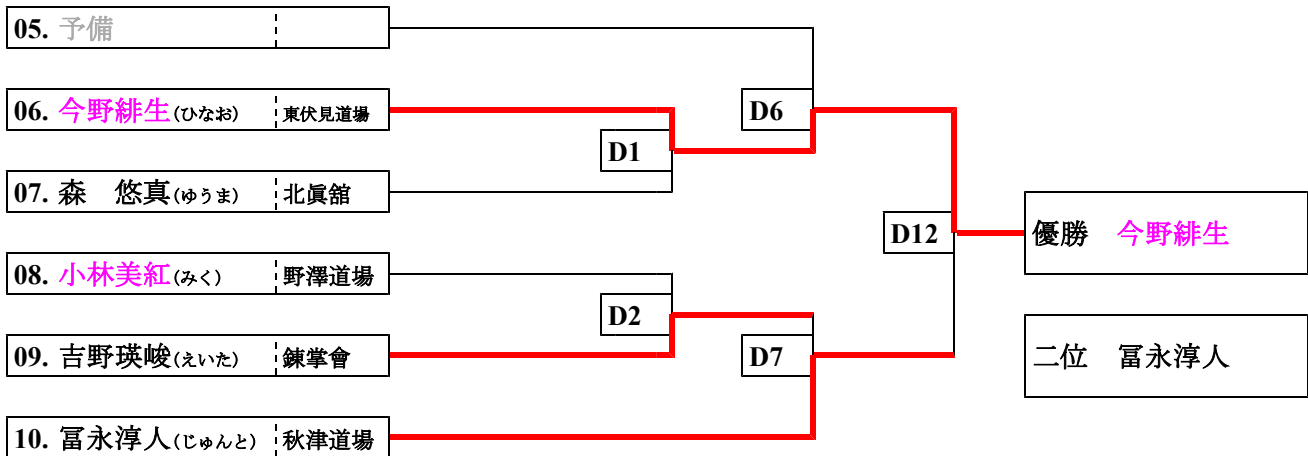 05. 予備
06. 今野緋生(ひなお) 東伏見道場
07. 森　悠真(ゆうま) 北眞舘
08. 小林美紅(みく) 野澤道場
09. 吉野瑛峻(えいた) 錬掌會
10. 冨永淳人(じゅんと) 秋津道場
D1
D2
D6
D7
D12
優勝　今野緋生
二位　冨永淳人